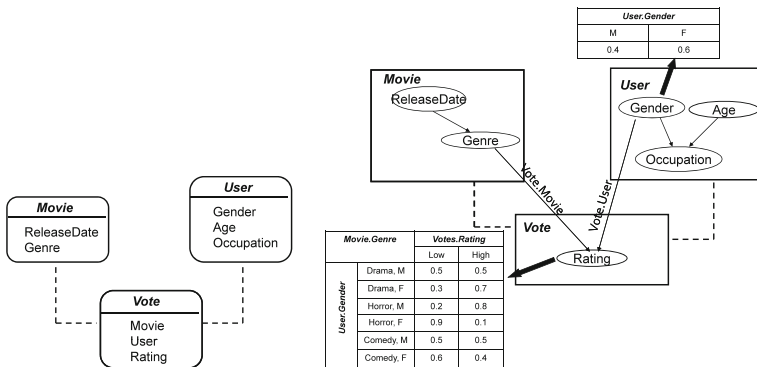 Movie
ReleaseDate
Genre
User
Gender
Age
Occupation
Vote
Movie
User
Rating
Movie
ReleaseDate
Genre
User.Gender
M F
0.4 0.6
User
Gender
Age
Occupation
Vote.Movie
Vote.User
Vote
Rating
Movie.Genre Votes.Rating
Low High
User.Gender
Drama, M 0.5 0.5
Drama, F 0.3 0.7
Horror, M 0.2 0.8
Horror, F 0.9 0.1
Comedy, M 0.5 0.5
Comedy, F 0.6 0.4